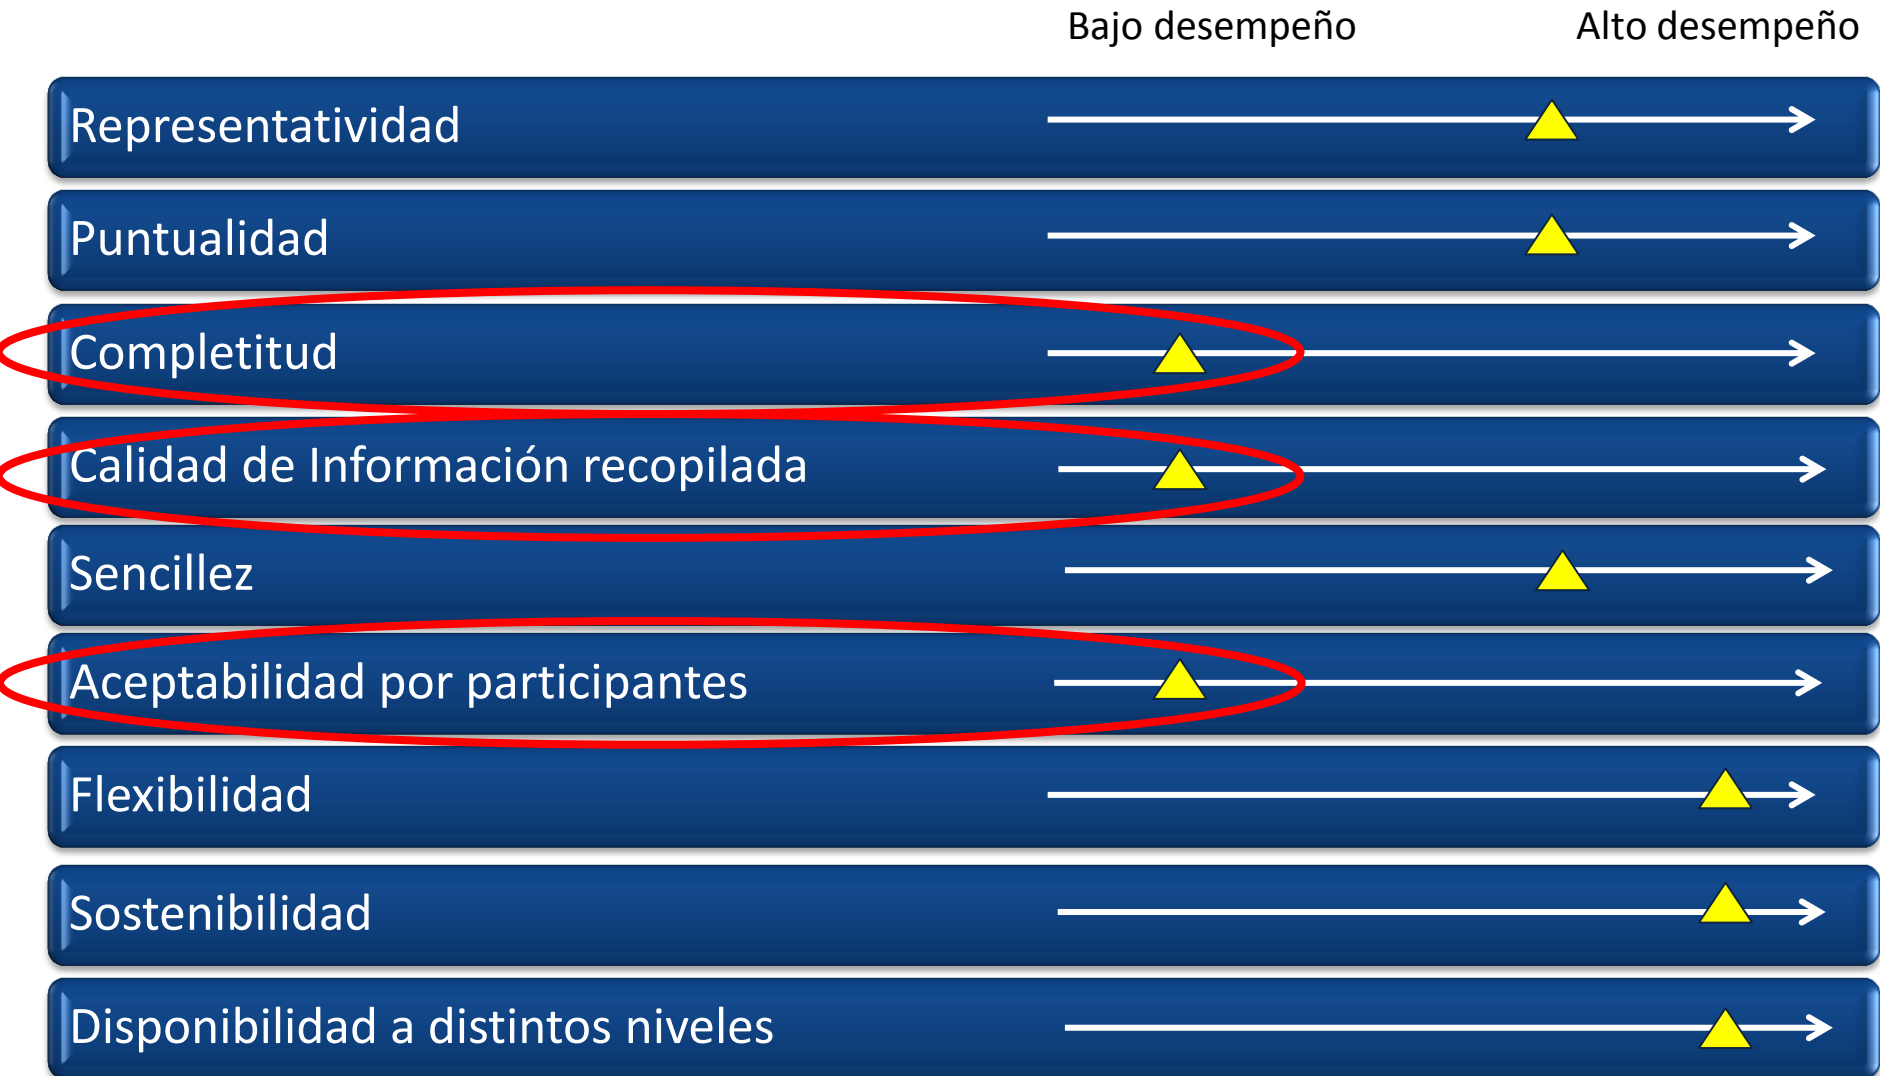 Bajo desempeño Alto desempeño
Representatividad
Puntualidad
Completitud
Calidad de Información recopilada
Sencillez
Aceptabilidad por participantes
Flexibilidad
Sostenibilidad
Disponibilidad a distintos niveles